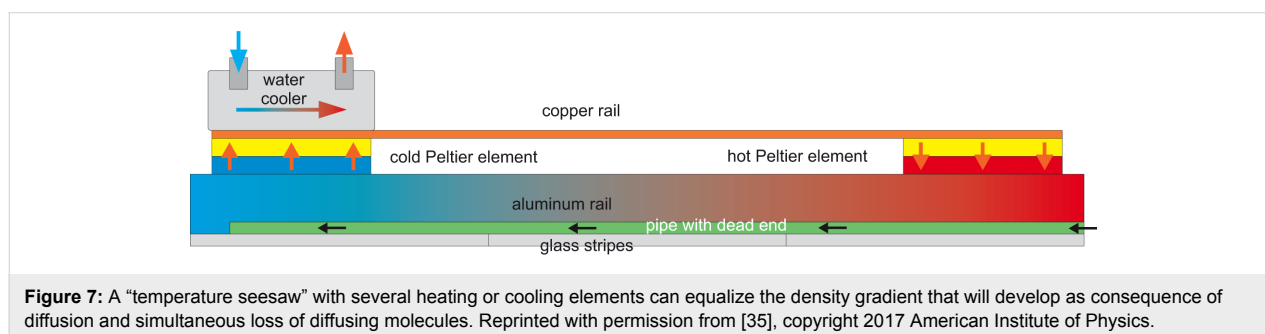 water
cooler
copper rail
cold Peltier element
hot Peltier element
aluminum rail
pipe with dead end
glass stripes
Figure 7: A “temperature seesaw” with several heating or cooling elements can equalize the density gradient that will develop as consequence of
diffusion and simultaneous loss of diffusing molecules. Reprinted with permission from [35], copyright 2017 American Institute of Physics.